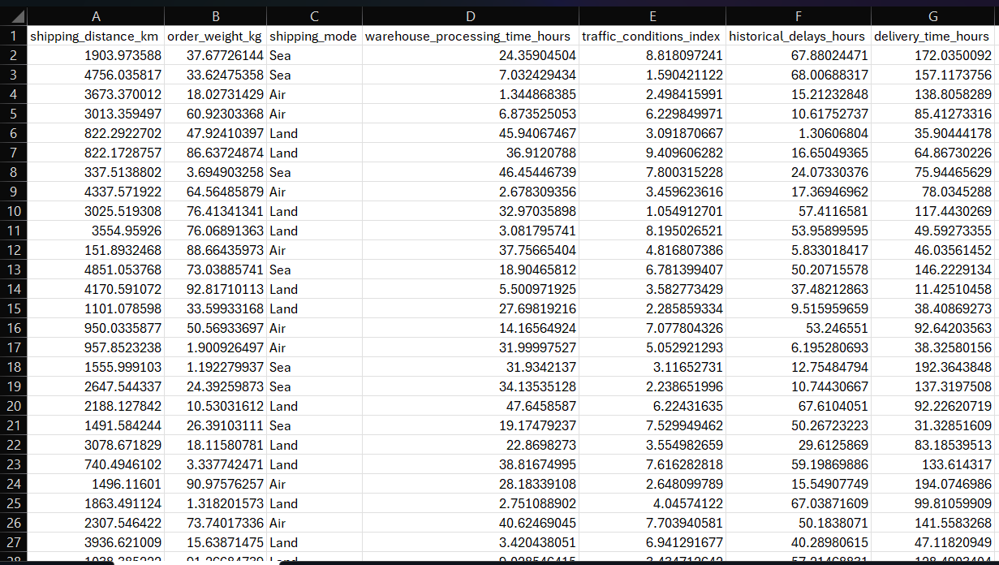 A B C D E F G
1 shipping_distance_km order_weight_kg shipping_mode warehouse_processing_time_hours traffic_conditions_index historical_delays_hours delivery_time_hours
2 1903.973588 37.67726144 Sea 24.35904504 8.818097241 67.88024471 172.0350092
3 4756.035817 33.62475358 Sea 7.032429434 1.590421122 68.00688317 157.1173756
4 3673.370012 18.02731429 Air 1.344868385 2.498415991 15.21232848 138.8058289
5 3013.359497 60.92303368 Air 6.873525053 6.229849971 10.61752737 85.41273316
6 822.2922702 47.92410397 Land 45.94067467 3.091870667 1.30606804 35.90444178
7 822.1728757 86.63724874 Land 36.9120788 9.409606282 16.65049365 64.86730226
8 337.5138802 3.694903258 Sea 46.45446739 7.800315228 24.07330376 75.94465629
9 4337.571922 64.56485879 Air 2.678309356 3.459623616 17.36946962 78.0345288
10 3025.519308 76.41341341 Land 32.97035898 1.054912701 57.4116581 117.4430269
11 3554.95926 76.06891363 Land 3.081795741 8.195026521 53.95899595 49.59273355
12 151.8932468 88.66435973 Air 37.75665404 4.816807386 5.833018417 46.03561452
13 4851.053768 73.03885741 Sea 18.90465812 6.781399407 50.20715578 146.2229134
14 4170.591072 92.81710113 Land 5.500971925 3.582773429 37.48212863 11.42510458
15 1101.078598 33.59933168 Land 27.69819216 2.285859334 9.515959659 38.40869273
16 950.0335877 50.56933697 Air 14.16564924 7.077804326 53.246551 92.64203563
17 957.8523238 1.900926497 Air 31.99997527 5.052921293 6.195280693 38.32580156
18 1555.999103 1.192279937 Sea 31.9342137 3.11652731 12.75484794 192.3643848
19 2647.544337 24.39259873 Sea 34.13535128 2.238651996 10.74430667 137.3197508
20 2188.127842 10.53031612 Land 47.6458587 6.22431635 67.6104051 92.22620719
21 1491.584244 26.39103111 Sea 19.17479237 7.529949462 50.26723223 31.32851609
22 3078.671829 18.11580781 Land 22.8698273 3.554982659 29.6125869 83.18539513
23 740.4946102 3.337742471 Land 38.81674995 7.616282818 59.19869886 133.614317
24 1496.11601 90.97576257 Air 28.18339108 2.648099789 15.54907749 194.0746986
25 1863.491124 1.318201573 Land 2.751088902 4.04574122 67.03871609 99.81059909
26 2307.546422 73.74017336 Air 40.62469045 7.703940581 50.1838071 141.5583268
27 3936.621009 15.63871475 Land 3.420438051 6.941291677 40.28980615 47.11820949